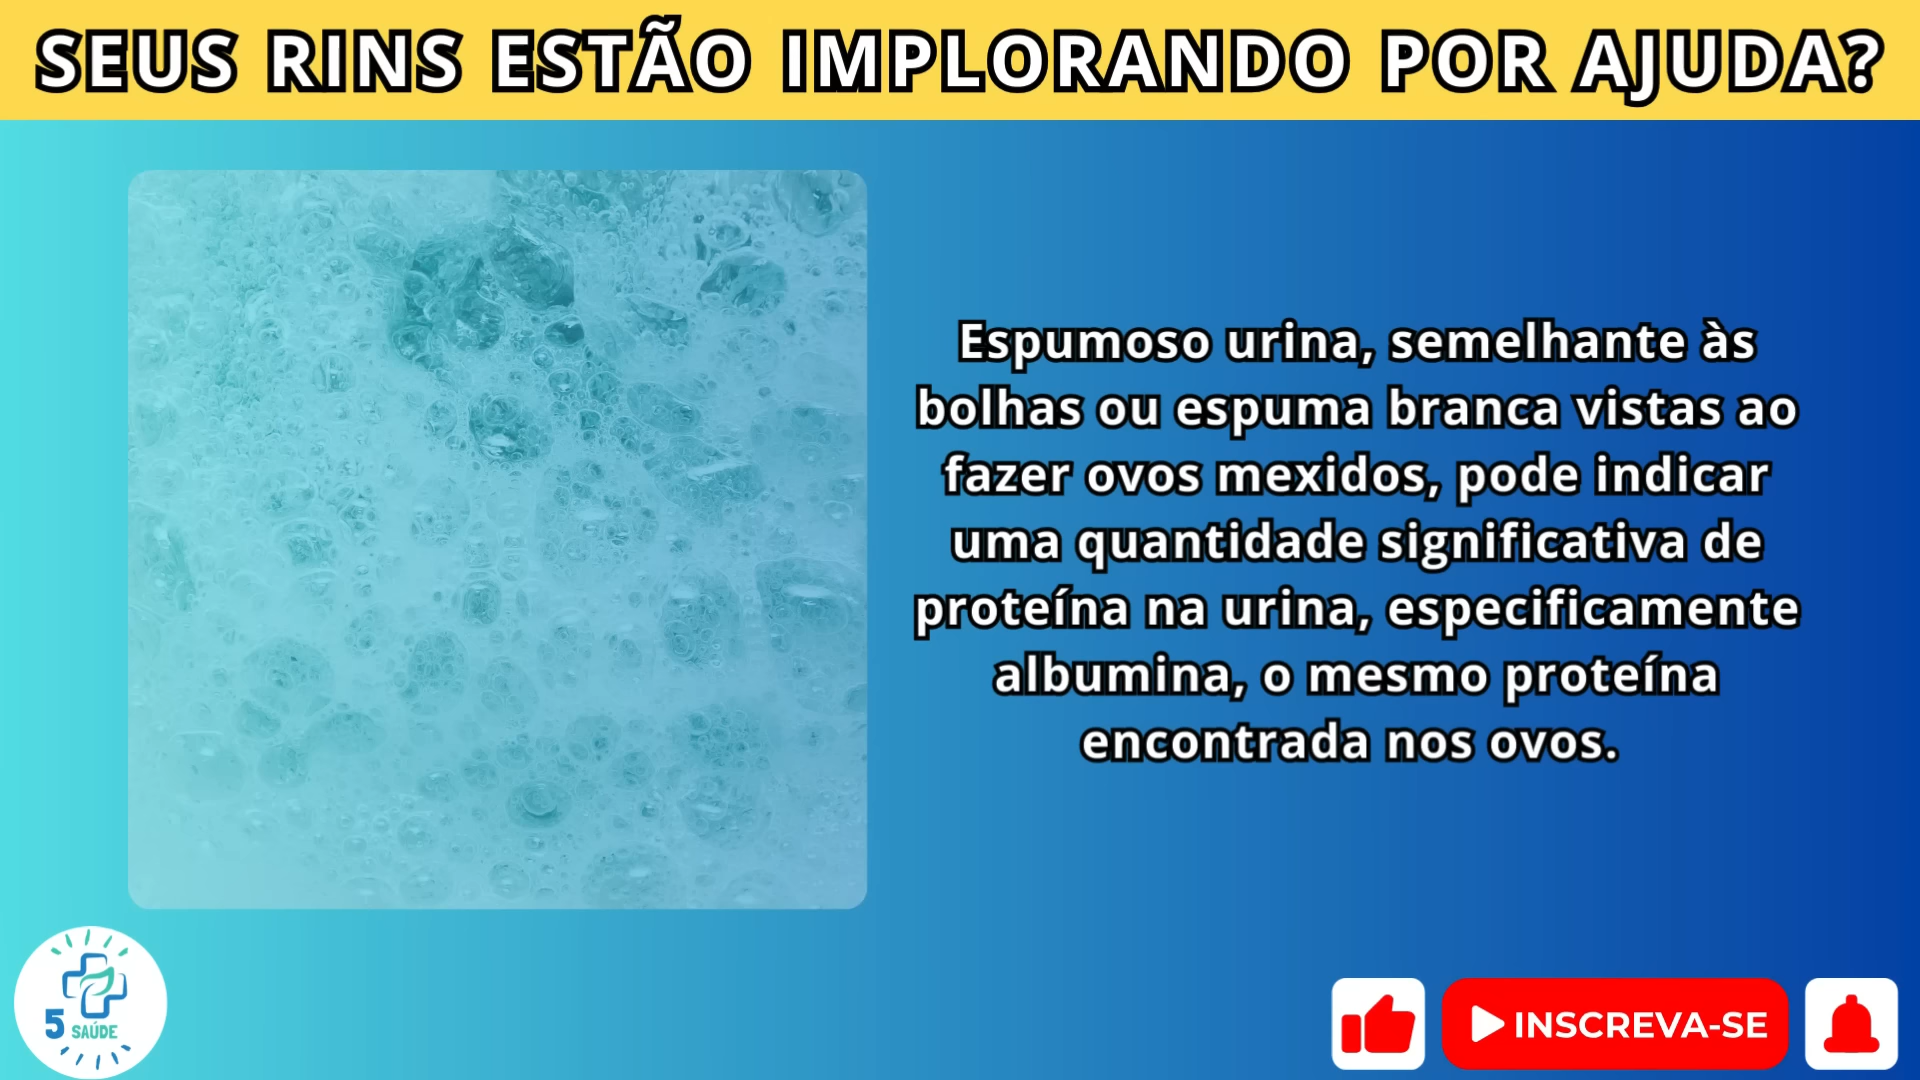 SEUS RINS ESTÃO IMPLORANDO POR AJUDA?
Espumoso urina, semelhante às
bolhas ou espuma branca vistas ao
fazer ovos mexidos, pode indicar
uma quantidade significativa de
proteína na urina, especificamente
albumina, o mesmo proteína
encontrada nos ovos.
5 SAÚDE
INSCREVA-SE